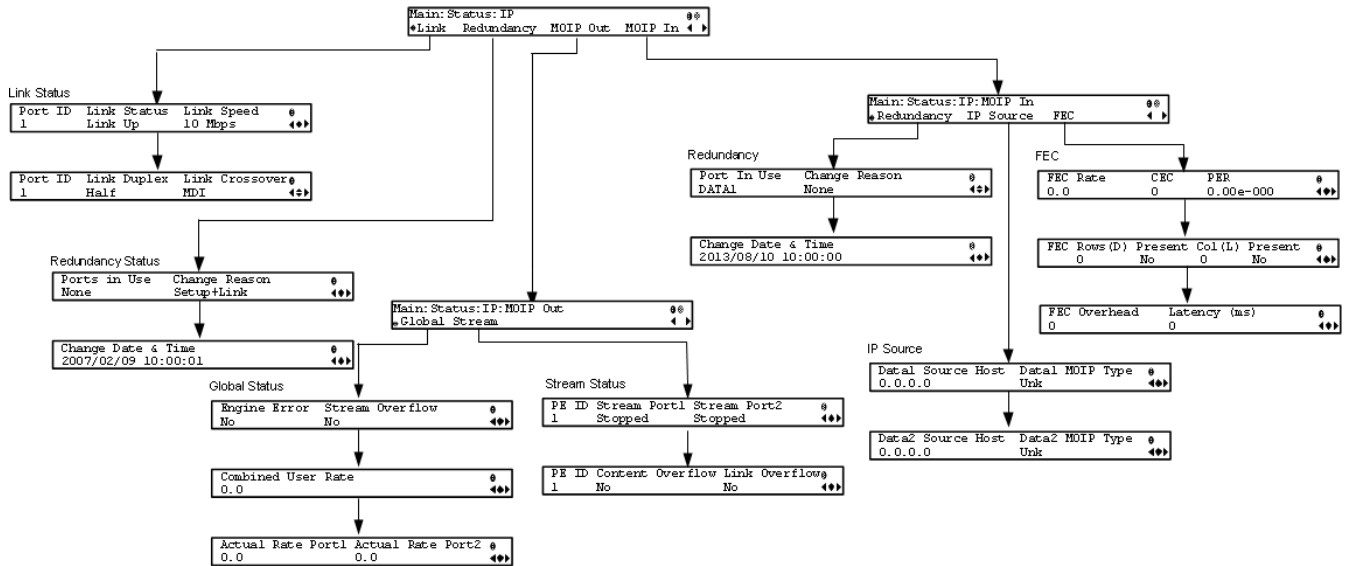 Main:Status:IP
Link Redundancy MOIP Out MOIP In
Link Status
Port ID Link Status Link Speed
1 Link Up 10 Mbps
Port ID Link Duplex Link Crossover
1 Half MDI
Redundancy Status
Ports in Use Change Reason
None Setup+Link
Change Date & Time
2007/02/09 10:00:01
Main:Status:IP:MOIP Out
Global Stream
Global Status
Engine Error Stream Overflow
No No
Combined User Rate
0.0
Actual Rate Port1 Actual Rate Port2
0.0 0.0
Stream Status
PE ID Stream Port1 Stream Port2
1 Stopped Stopped
PE ID Content Overflow Link Overflow
1 No No
Main:Status:IP:MOIP In
Redundancy IP Source FEC
Redundancy
Port In Use Change Reason
DATA1 None
Change Date & Time
2013/08/10 10:00:00
FEC
FEC Rate CEC PER
0.0 0 0.00e-000
FEC Rows(D) Present Col(L) Present
0 No 0 No
FEC Overhead Latency (ms)
0 0
IP Source
Data1 Source Host Data1 MOIP Type
0.0.0.0 Unk
Data2 Source Host Data2 MOIP Type
0.0.0.0 Unk